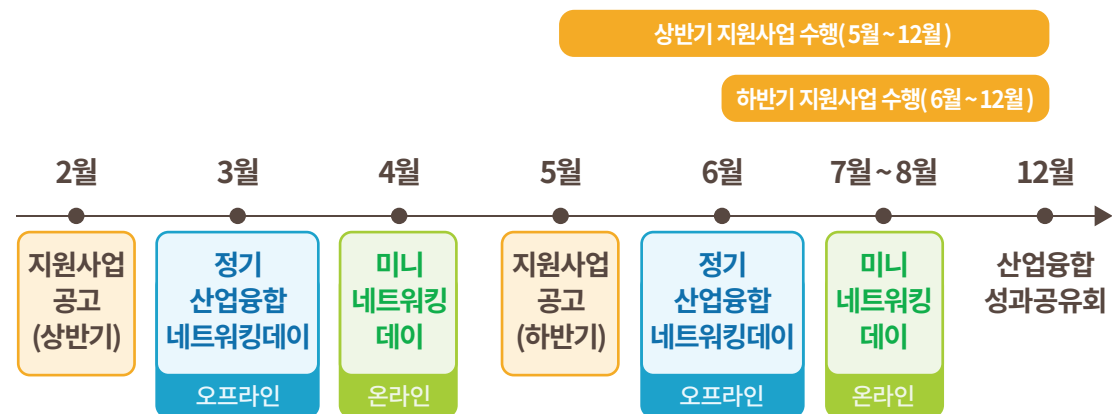 상반기 지원사업 수행( 5월 ~ 12월 )
하반기 지원사업 수행( 6월 ~ 12월 )
2월
3월
4월
5월
6월
7월 ~ 8월
12월
지원사업
공고
(상반기)
정기
산업융합
네트워킹데이
오프라인
미니
네트워킹
데이
온라인
지원사업
공고
(하반기)
정기
산업융합
네트워킹데이
오프라인
미니
네트워킹
데이
온라인
산업융합
성과공유회